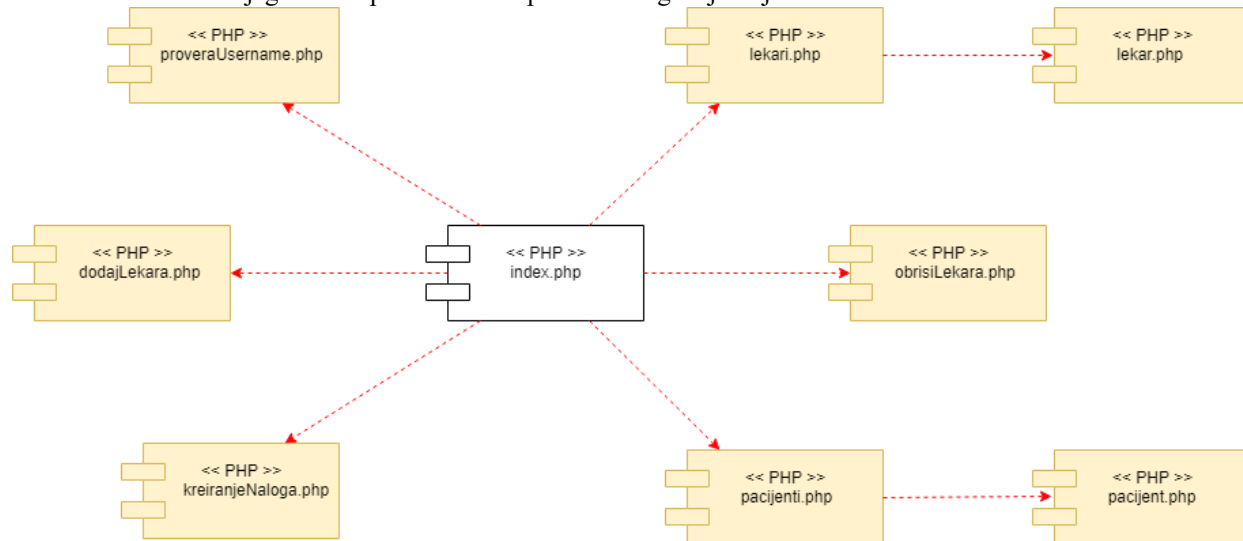 << PHP >>
proveraUsername.php
<< PHP >>
lekari.php
<< PHP >>
lekar.php
<< PHP >>
dodajLekara.php
<< PHP >>
index.php
<< PHP >>
obrisiLekara.php
<< PHP >>
kreiranjeNaloga.php
<< PHP >>
pacijenti.php
<< PHP >>
pacijent.php